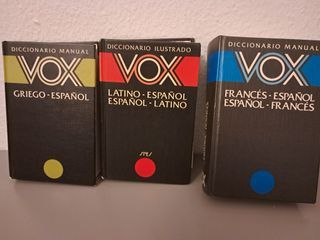 DICCIONARIO MANUAL
VOX
GRIEGO-ESPAÑOL
DICCIONARIO ILUSTRADO
VOX
LATINO-ESPAÑOL
ESPAÑOL-LATINO
SPES
DICCIONARIO MANUAL
VOX
FRANCÉS-ESPAÑOL
ESPAÑOL-FRANCÉS